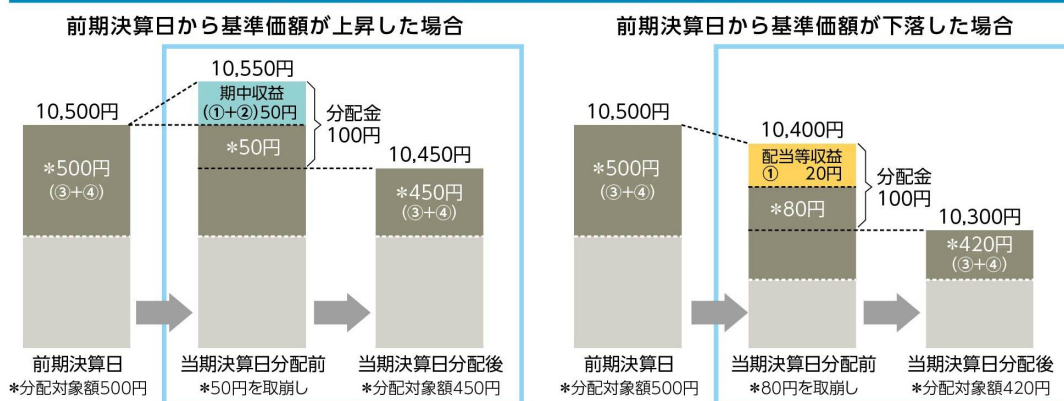 前期決算日から基準価額が上昇した場合
10,550円
期中収益
(①+②)50円
分配金
100円
10,500円
*500円
(③+④)
*50円
10,450円
*450円
(③+④)
前期決算日
*分配対象額500円
当期決算日分配前
*50円を取崩し
当期決算日分配後
*分配対象額450円
前期決算日から基準価額が下落した場合
10,500円
*500円
(③+④)
10,400円
配当等収益
① 20円
分配金
100円
*80円
10,300円
*420円
(③+④)
前期決算日
*分配対象額500円
当期決算日分配前
*80円を取崩し
当期決算日分配後
*分配対象額420円